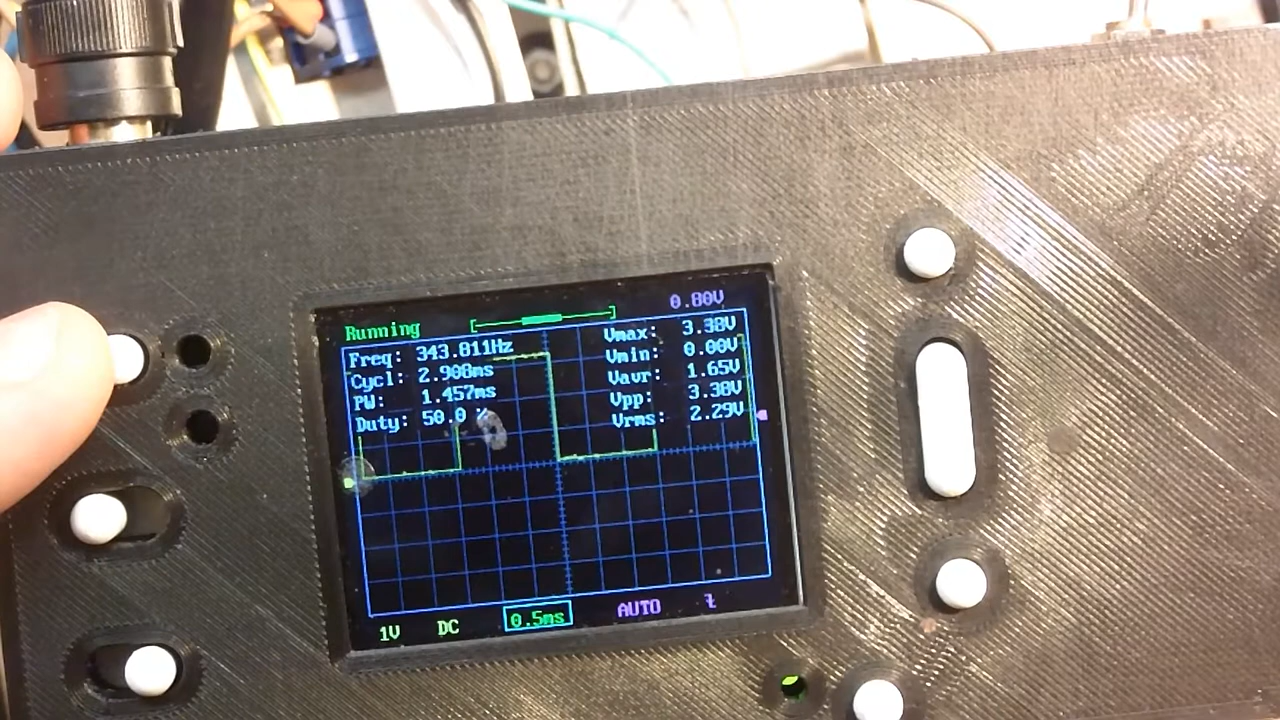 0.80V
Running
Freq: 343.811Hz
Cycl: 2.908ms
PW: 1.457ms
Duty: 50.0 %
Vmax: 3.38V
Vmin: 0.00V
Vavr: 1.65V
Vpp: 3.38V
Vrms: 2.29V
1V DC 0.5ms AUTO